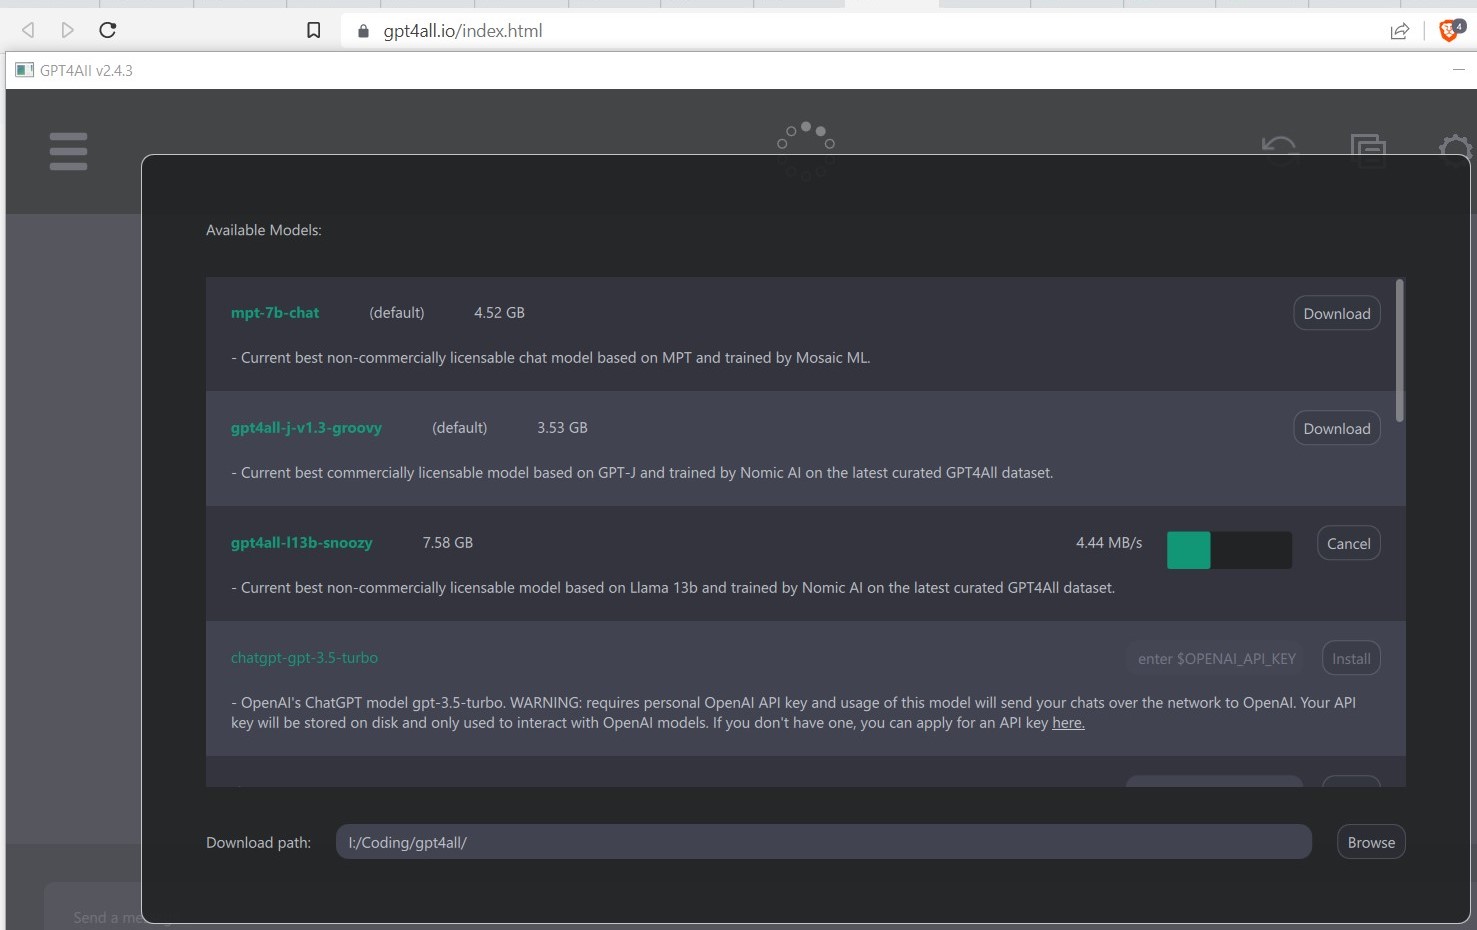 gpt4all.io/index.html
4
GPT4All v2.4.3
Available Models:
mpt-7b-chat (default) 4.52 GB Download
- Current best non-commercially licensable chat model based on MPT and trained by Mosaic ML.
gpt4all-j-v1.3-groovy (default) 3.53 GB Download
- Current best commercially licensable model based on GPT-J and trained by Nomic AI on the latest curated GPT4All dataset.
gpt4all-l13b-snoozy 7.58 GB 4.44 MB/s Cancel
- Current best non-commercially licensable model based on Llama 13b and trained by Nomic AI on the latest curated GPT4All dataset.
chatgpt-gpt-3.5-turbo enter $OPENAI_API_KEY Install
- OpenAI's ChatGPT model gpt-3.5-turbo. WARNING: requires personal OpenAI API key and usage of this model will send your chats over the network to OpenAI. Your API
key will be stored on disk and only used to interact with OpenAI models. If you don't have one, you can apply for an API key here.
Download path: I:/Coding/gpt4all/ Browse
Send a